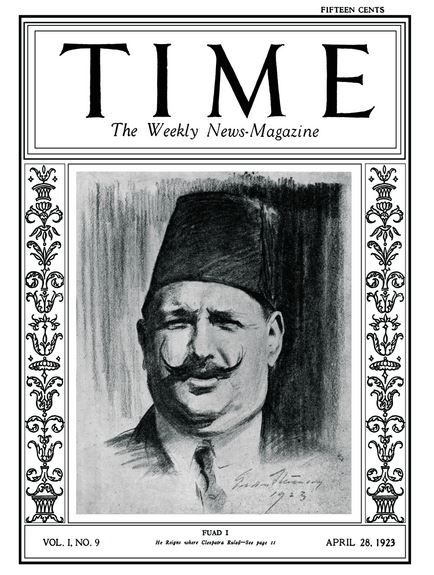 FIFTEEN CENTS
TIME
The Weekly News-Magazine
1923
FUAD I
He Reigns where Cleopatra Ruled—See page 11
VOL. I, NO. 9
APRIL 28, 1923